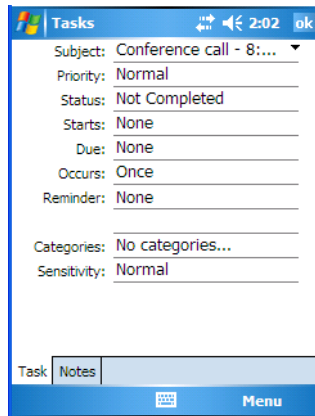 Tasks 2:02 ok
Subject: Conference call - 8:...
Priority: Normal
Status: Not Completed
Starts: None
Due: None
Occurs: Once
Reminder: None
Categories: No categories...
Sensitivity: Normal
Task Notes
Menu